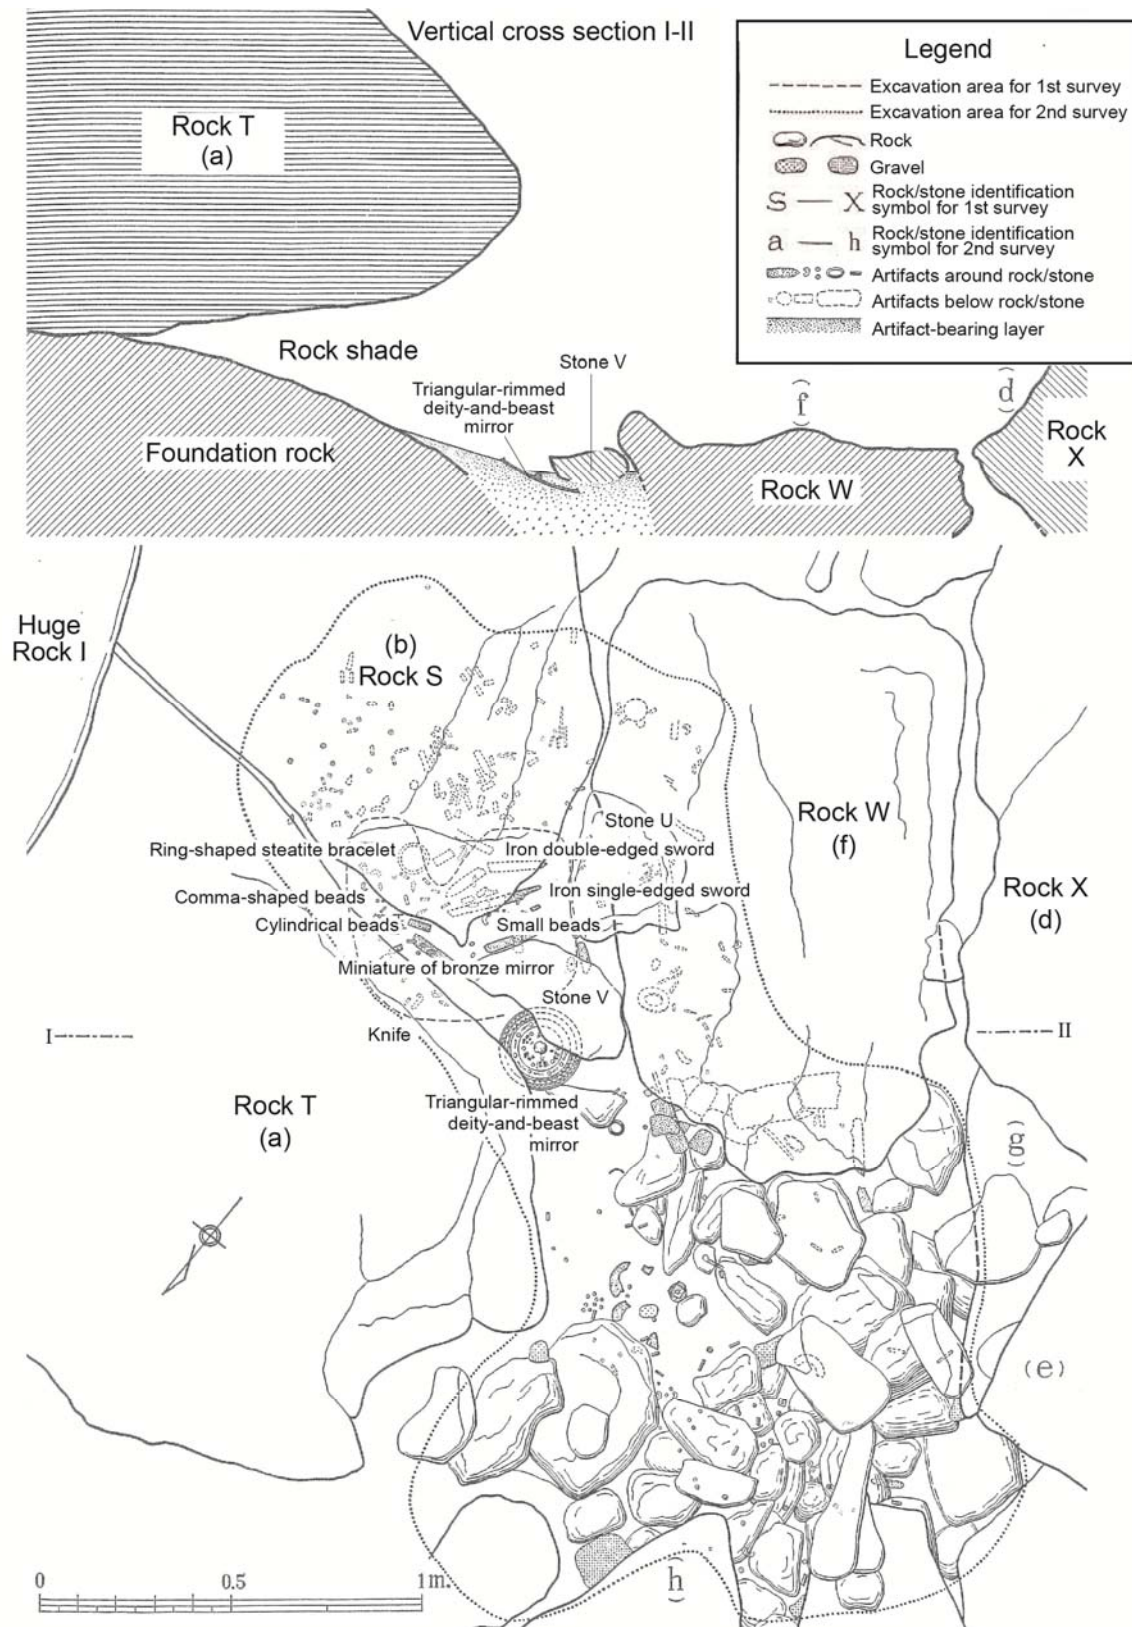 Vertical cross section I-II
Legend
Excavation area for 1st survey
Excavation area for 2nd survey
Rock
Gravel
S — X Rock/stone identification
symbol for 1st survey
a — h Rock/stone identification
symbol for 2nd survey
Artifacts around rock/stone
Artifacts below rock/stone
Artifact-bearing layer
Rock T
(a)
Rock shade
Stone V
Triangular-rimmed
deity-and-beast
mirror
(f)
(d)
Foundation rock
Rock W
Rock
X
Huge
Rock I
(b)
Rock S
Stone U
Rock W
(f)
Ring-shaped steatite bracelet
Iron double-edged sword
Comma-shaped beads
Iron single-edged sword
Rock X
(d)
Cylindrical beads
Small beads
Miniature of bronze mirror
Stone V
I
Knife
II
Rock T
(a)
Triangular-rimmed
deity-and-beast
mirror
(g)
(e)
(h)
0 0.5 1 m.